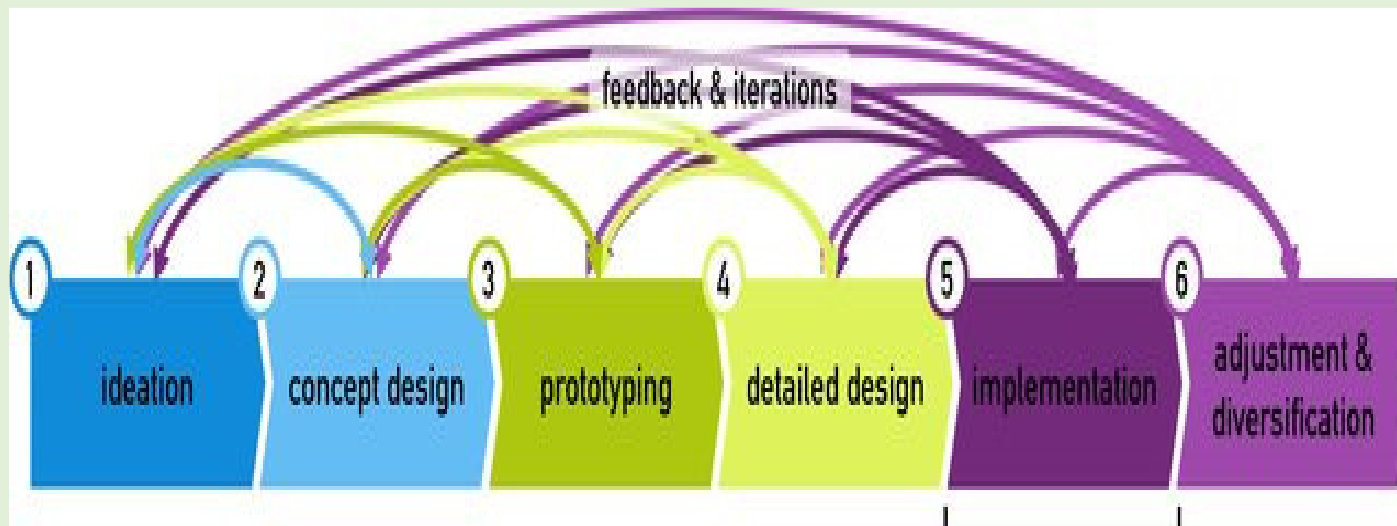 feedback & iterations
1
2
3
4
5
6
ideation
concept design
prototyping
detailed design
implementation
adjustment &
diversification